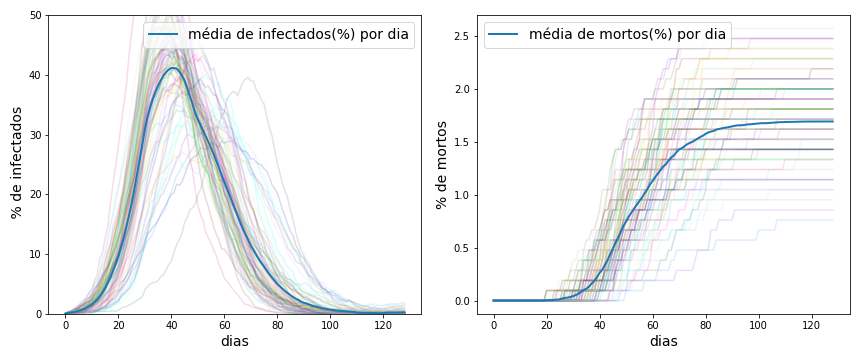 média de infectados(%) por dia
% de infectados
50
40
30
20
10
0
0 20 40 60 80 100 120
dias
média de mortos(%) por dia
% de mortos
2.5
2.0
1.5
1.0
0.5
0.0
0 20 40 60 80 100 120
dias